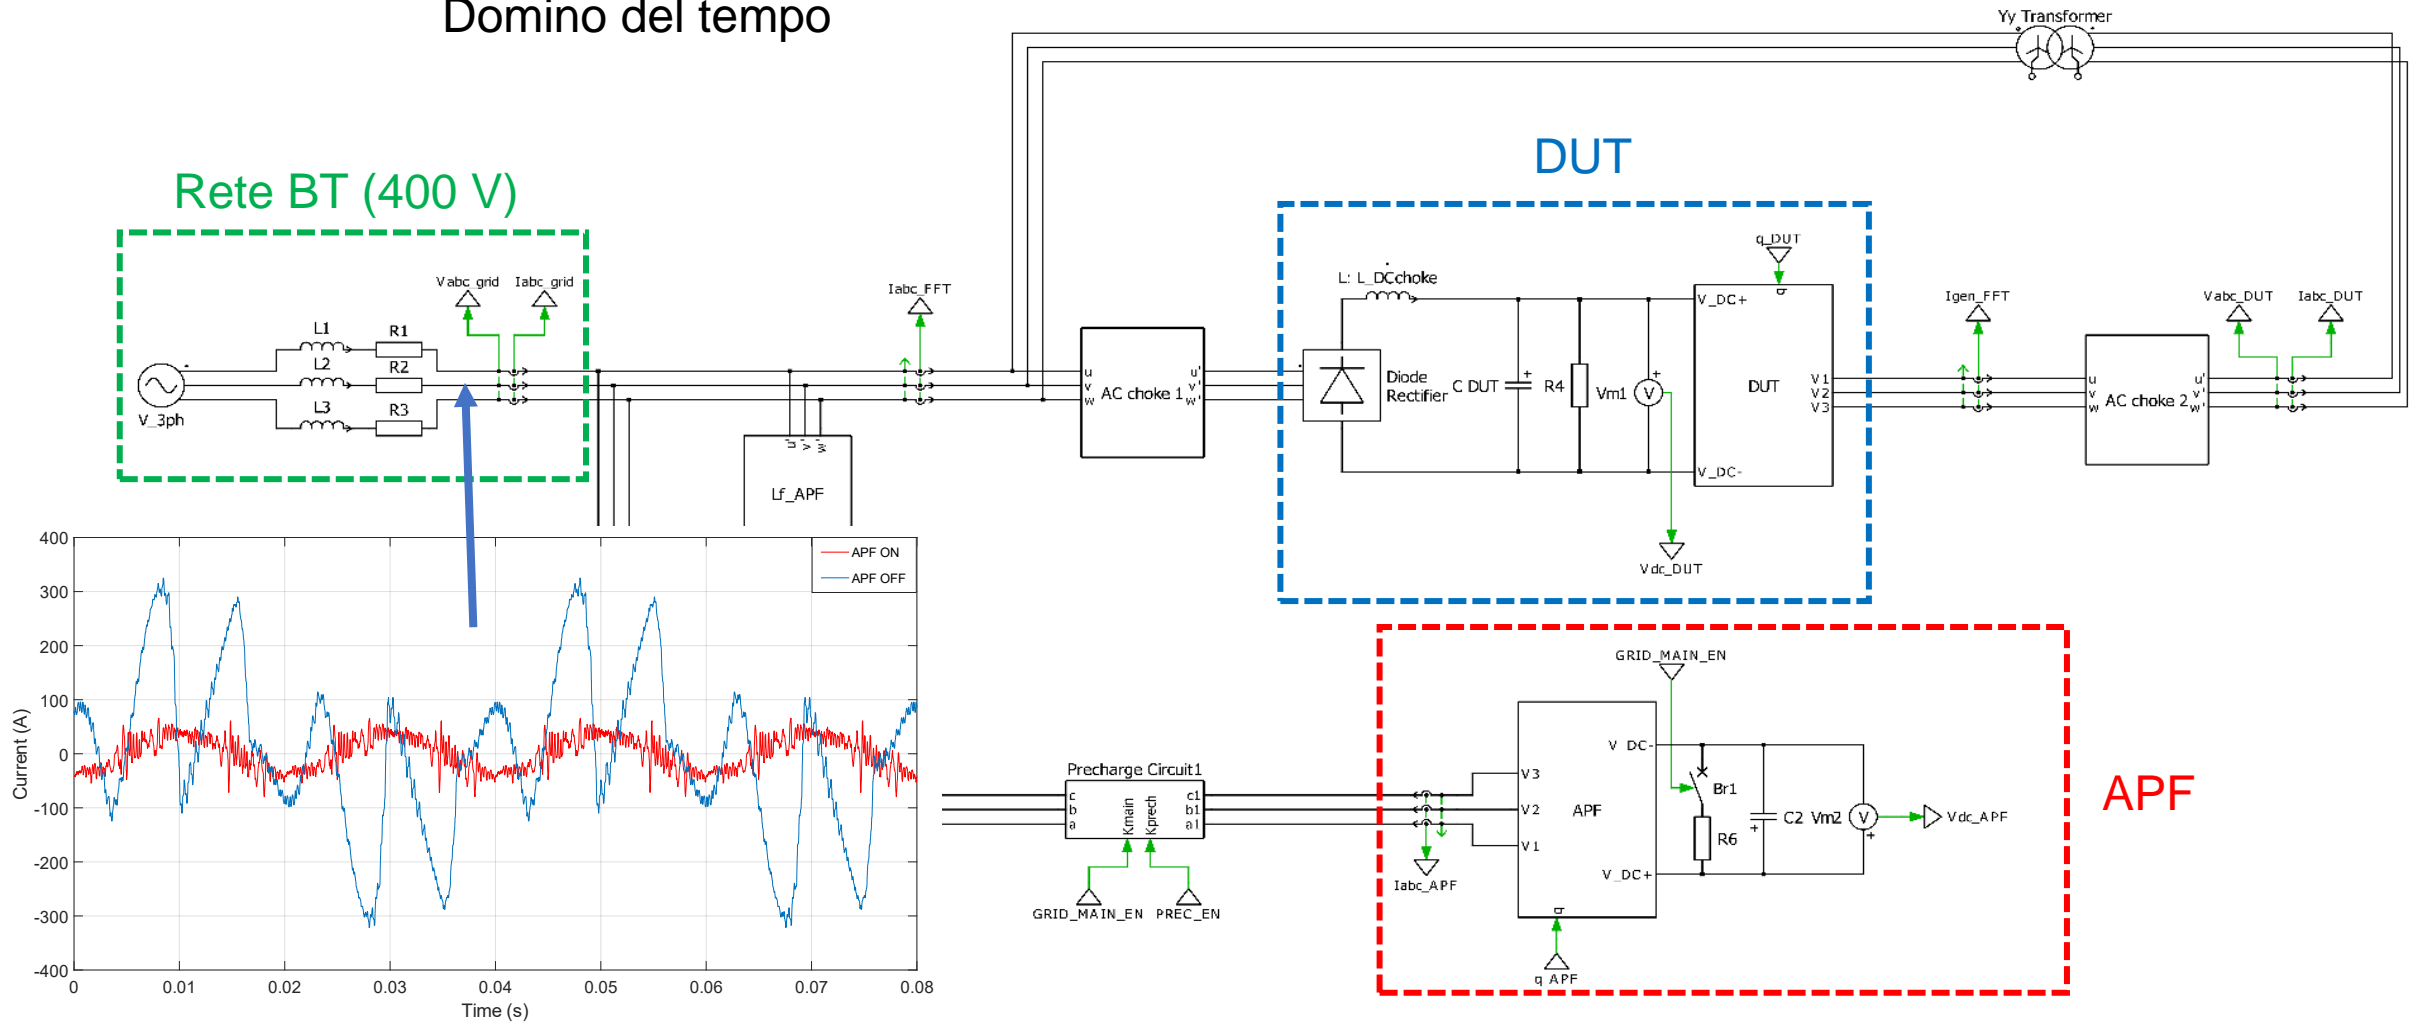 Domino del tempo
Yy Transformer
Rete BT (400 V)
DUT
Vabc_grid
Iabc_grid
L1
R1
L2
R2
L3
R3
V_3ph
Iabc_FFT
Lf_APF
u'
v'
w'
AC choke 1
u
v
w
u'
v'
w'
L: L_DCchoke
Diode
Rectifier
C DUT
+
R4
Vm1
V
+
Vdc_DUT
q_DUT
q
V_DC+
V_DC-
DUT
V1
V2
V3
Igen_FFT
AC choke 2
u
v
w
u'
v'
w'
Vabc_DUT
Iabc_DUT
APF ON
APF OFF
400
300
200
100
0
-100
-200
-300
-400
Current (A)
0
0.01
0.02
0.03
0.04
0.05
0.06
0.07
0.08
Time (s)
Precharge Circuit1
c
b
a
Kmain
Kprech
c1
b1
a1
GRID_MAIN_EN
PREC_EN
Iabc_APF
V3
V2
V1
APF
V_DC-
V_DC+
q
q_APF
GRID_MAIN_EN
Br1
R6
C2
+
Vm2
V
+
Vdc_APF
APF